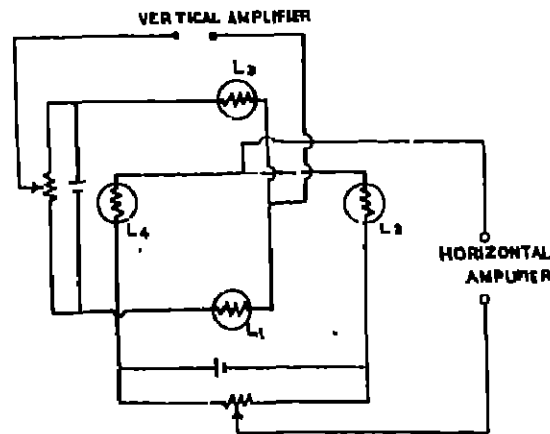 VERTICAL AMPLIFIER
L3
L4
L2
HORIZONTAL
AMPLIFIER
L1